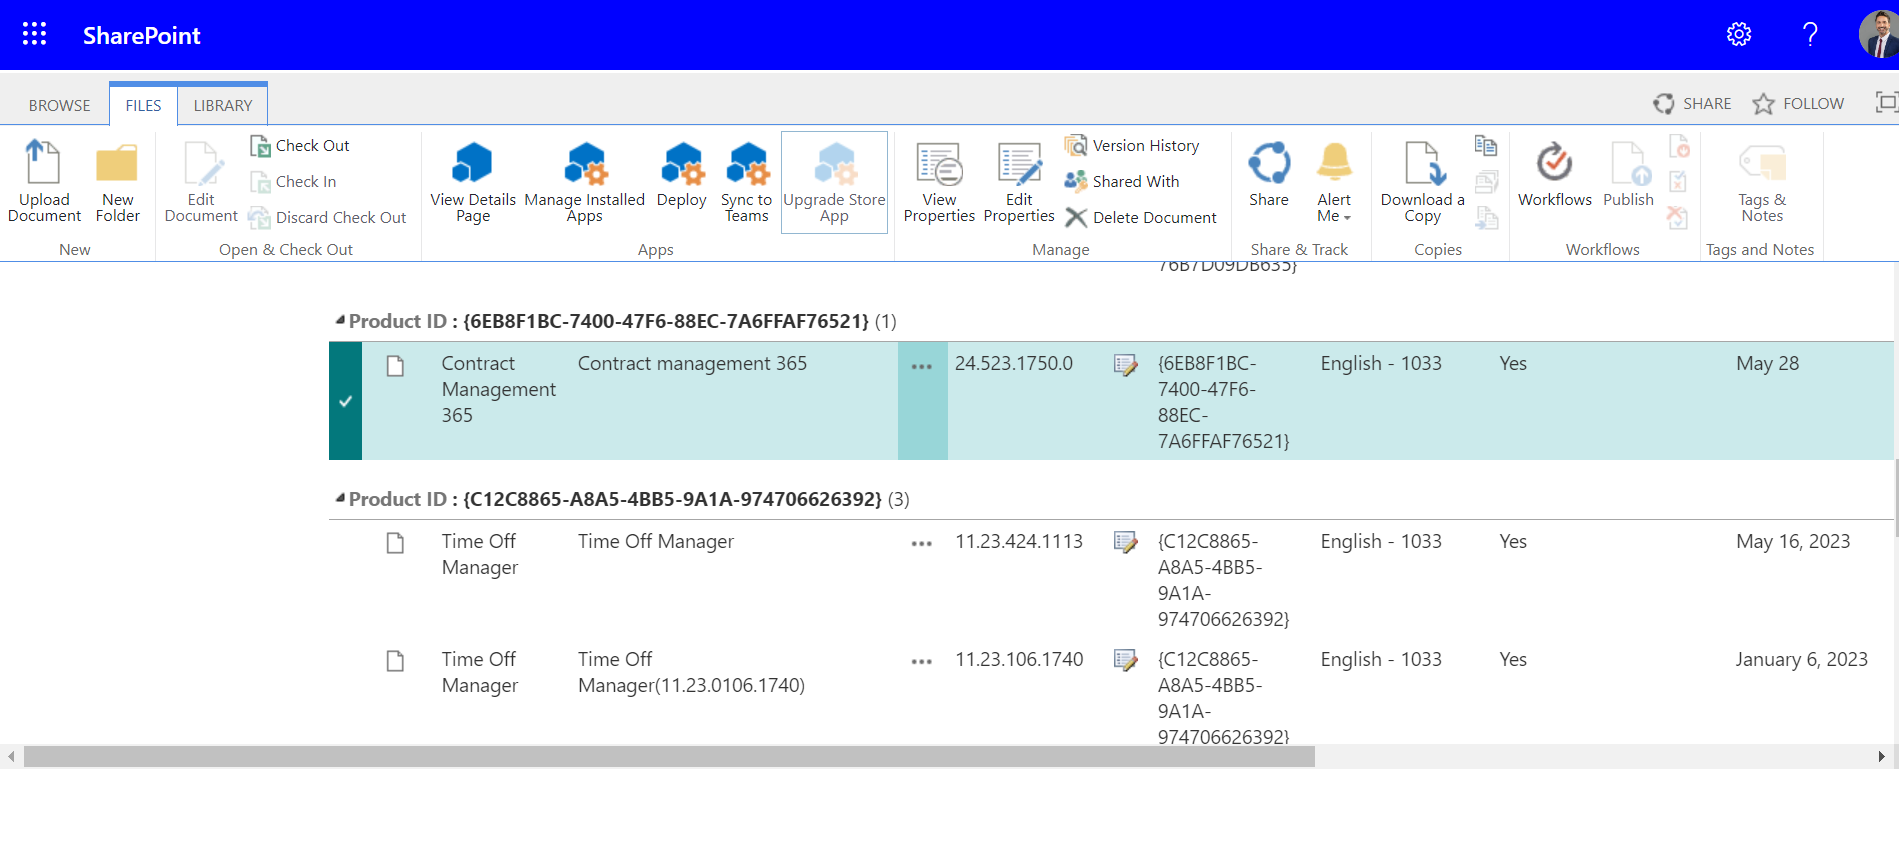 SharePoint
?
BROWSE
FILES
LIBRARY
SHARE
FOLLOW
Upload Document
New Folder
New
Edit Document
Check Out
Check In
Discard Check Out
Open & Check Out
View Details Page
Manage Installed Apps
Deploy
Sync to Teams
Upgrade Store App
Apps
View Properties
Edit Properties
Version History
Shared With
Delete Document
Manage
Share
Alert Me
Share & Track
Download a Copy
Copies
Workflows
Publish
Workflows
Tags & Notes
Tags and Notes
76B7D09DB635}
Product ID : {6EB8F1BC-7400-47F6-88EC-7A6FFAF76521} (1)
Contract Management 365
Contract management 365
...
24.523.1750.0
{6EB8F1BC-
7400-47F6-
88EC-
7A6FFAF76521}
English - 1033
Yes
May 28
Product ID : {C12C8865-A8A5-4BB5-9A1A-974706626392} (3)
Time Off Manager
Time Off Manager
...
11.23.424.1113
{C12C8865-
A8A5-4BB5-
9A1A-
974706626392}
English - 1033
Yes
May 16, 2023
Time Off Manager
Time Off Manager(11.23.0106.1740)
...
11.23.106.1740
{C12C8865-
A8A5-4BB5-
9A1A-
974706626392}
English - 1033
Yes
January 6, 2023